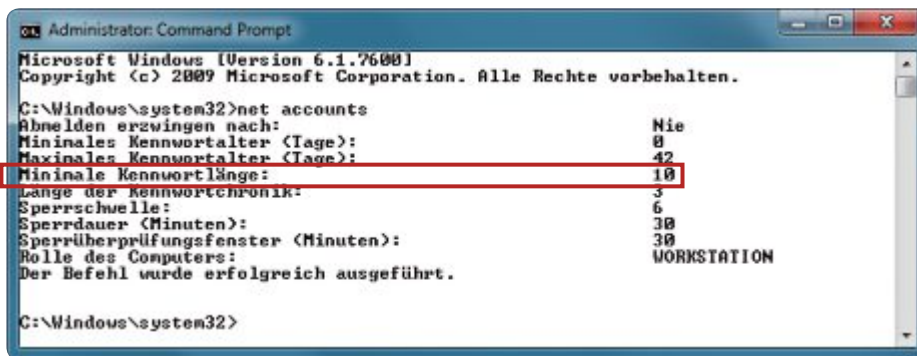 Administrator: Command Prompt
Microsoft Windows [Version 6.1.7600]
Copyright (c) 2009 Microsoft Corporation. Alle Rechte vorbehalten.
C:\Windows\system32>net accounts
Abmelden erzwingen nach: Nie
Minimales Kennwortalter (Tage): 0
Maximales Kennwortalter (Tage): 42
Minimale Kennwortlänge: 10
Länge der Kennwortchronik: 3
Sperrschwelle: 6
Sperrdauer (Minuten): 30
Sperrüberprüfungsfenster (Minuten): 30
Rolle des Computers: WORKSTATION
Der Befehl wurde erfolgreich ausgeführt.
C:\Windows\system32>